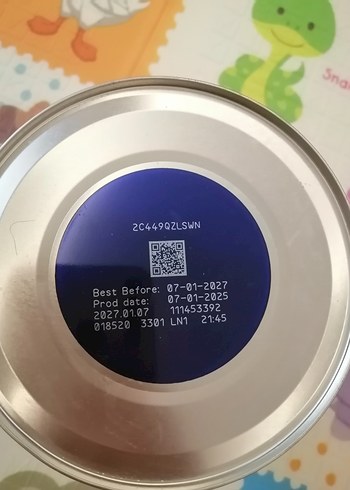 2C449QZLSWN
Best Before: 07-01-2027
Prod date: 07-01-2025
2027.01.07 111453392
018520 3301 LN1 21:45